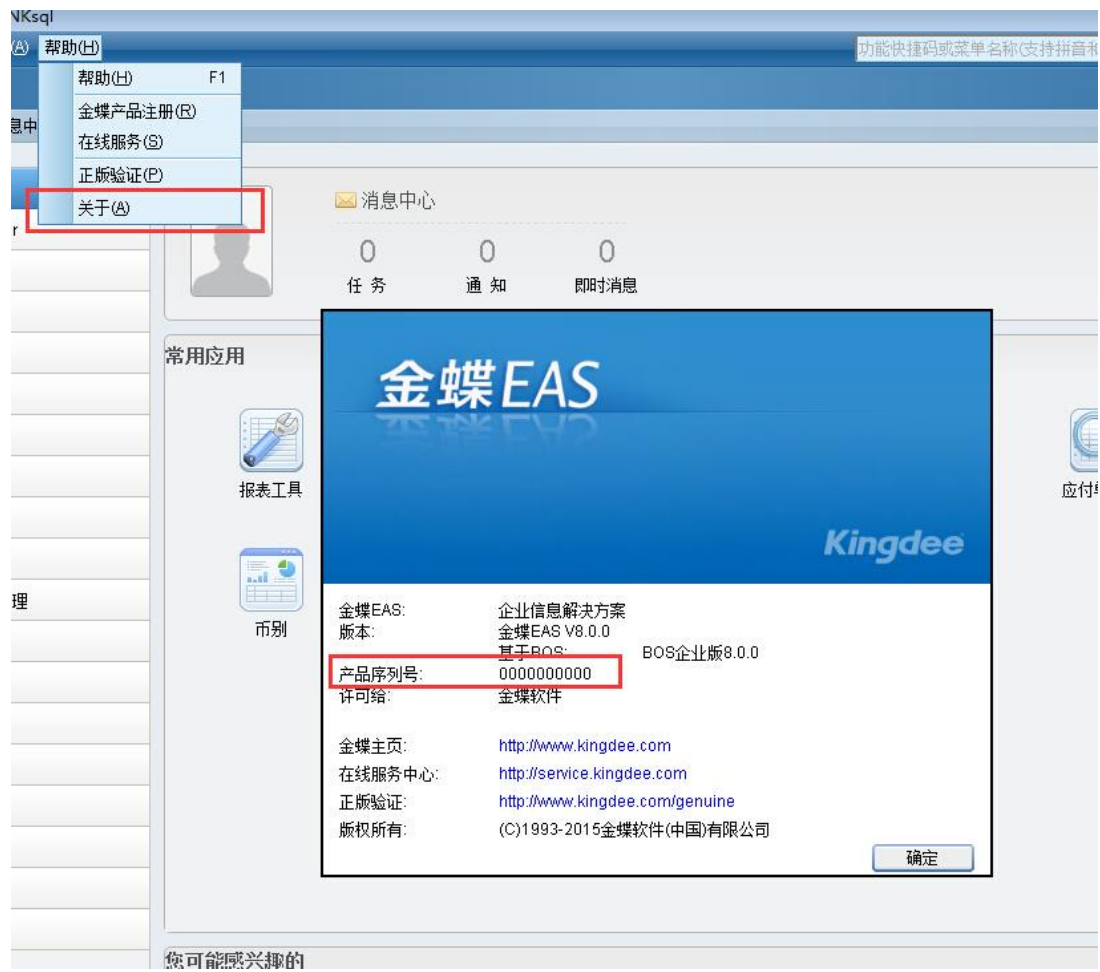 NKsql
(A) 帮助(H)
功能快捷码或菜单名称(支持拼音和
帮助(H) F1
金蝶产品注册(R)
息中
在线服务(S)
正版验证(P)
关于(A)
r
消息中心
0 0 0
任务 通知 即时消息
常用应用
金蝶EAS
报表工具
应付单
Kingdee
理
币别
金蝶EAS: 企业信息解决方案
版本: 金蝶EAS V8.0.0
基于BOS: BOS企业版8.0.0
产品序列号: 0000000000
许可给: 金蝶软件
金蝶主页: http://www.kingdee.com
在线服务中心: http://service.kingdee.com
正版验证: http://www.kingdee.com/genuine
版权所有: (C)1993-2015金蝶软件(中国)有限公司
确定
您可能感兴趣的